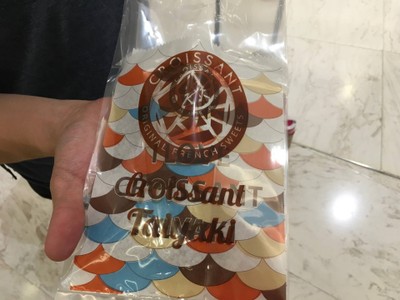 CROISSANT
ORIGINAL FRENCH SWEETS
Croissant
Taiyaki